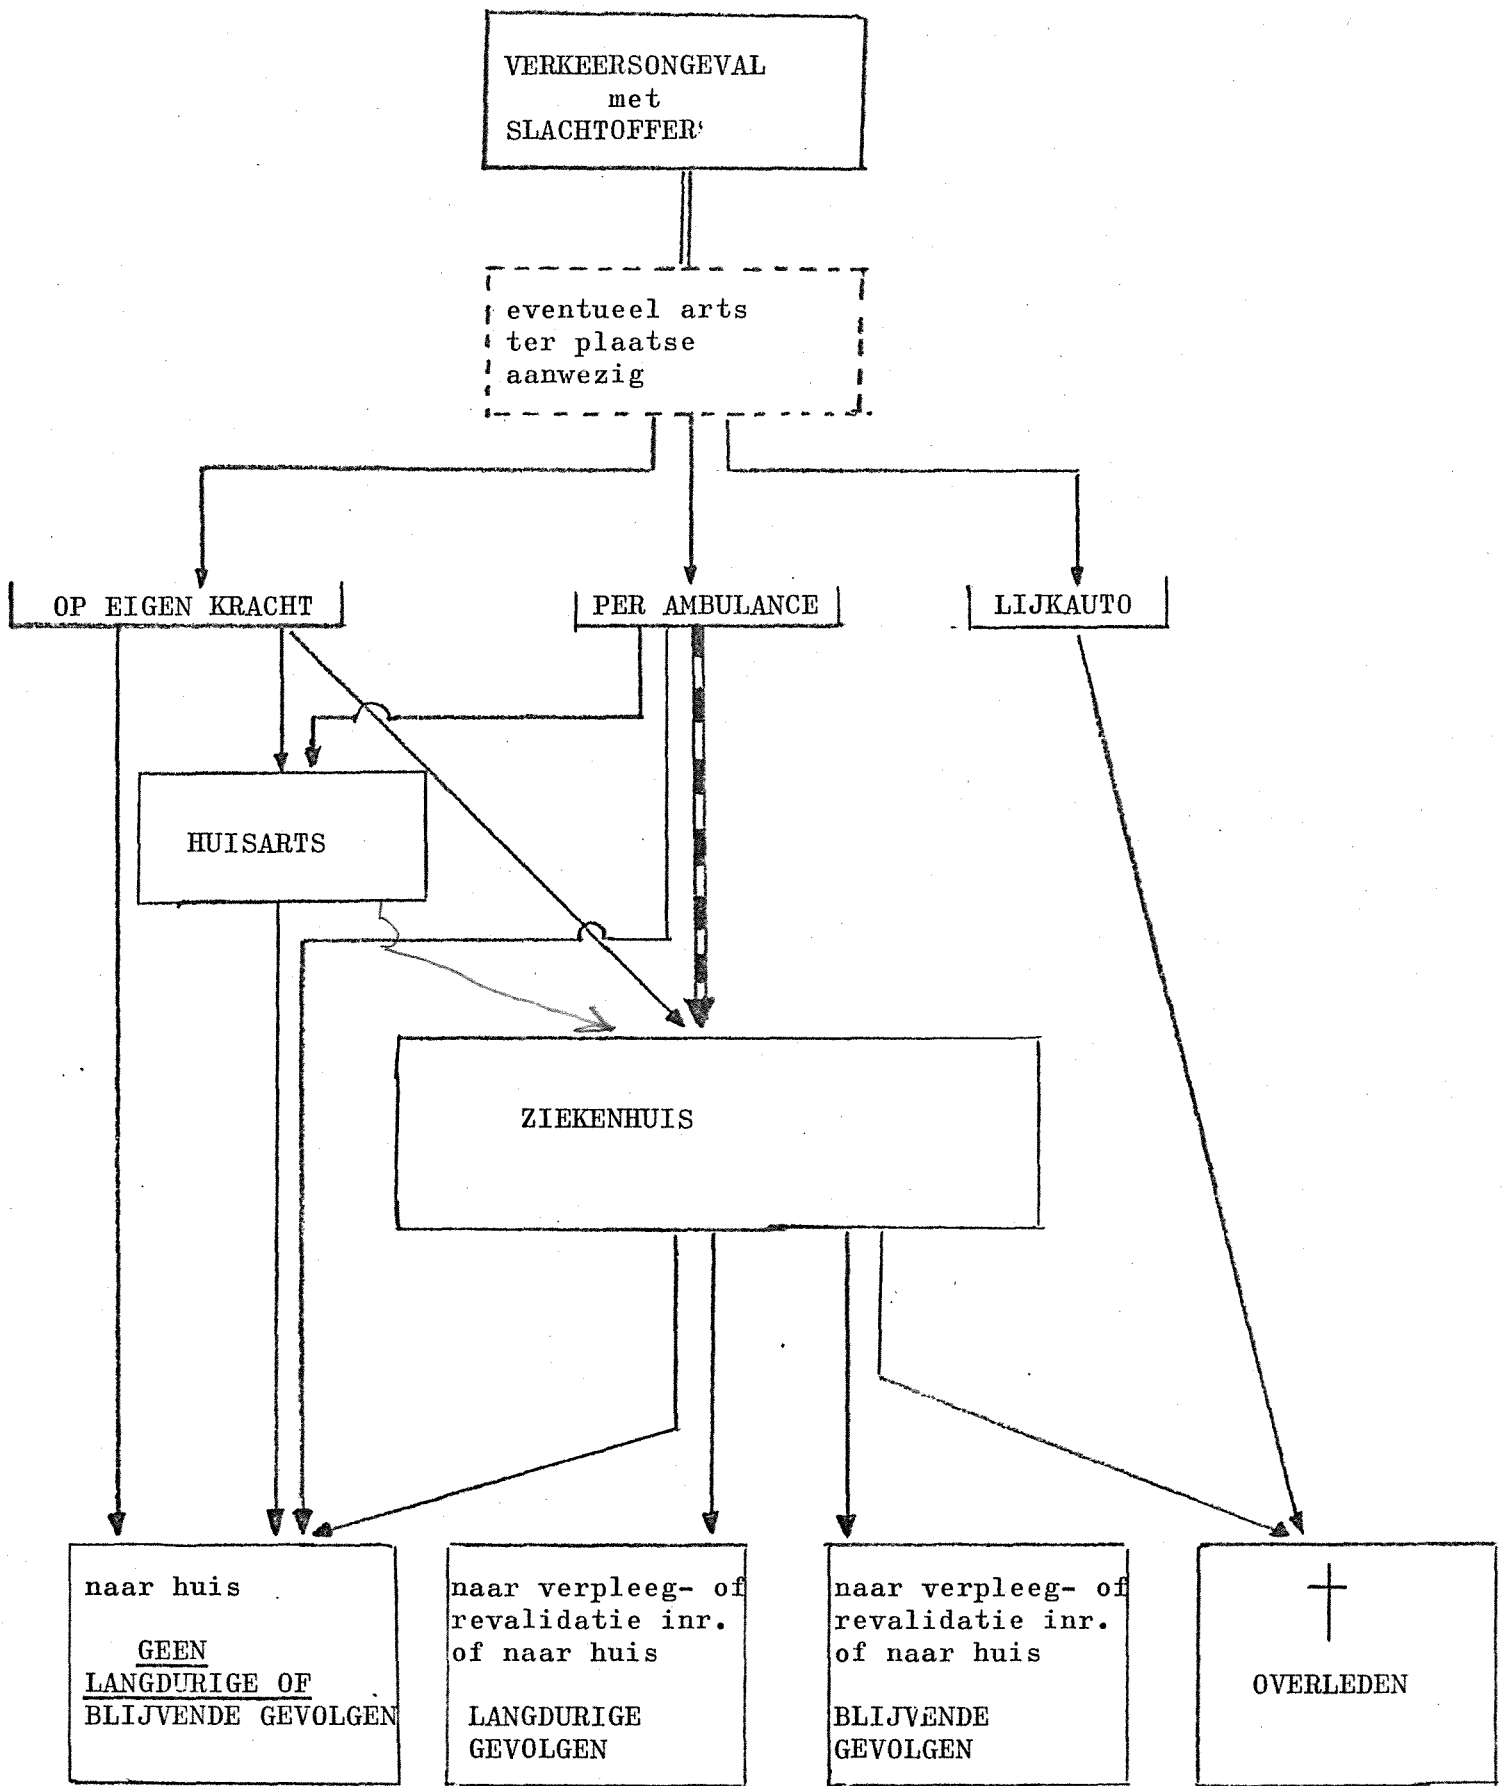 VERKEERSONGEVAL
met
SLACHTOFFER'
eventueel arts
ter plaatse
aanwezig
OP EIGEN KRACHT
PER AMBULANCE
LIJKAUTO
HUISARTS
ZIEKENHUIS
naar huis
GEEN
LANGDURIGE OF
BLIJVENDE GEVOLGEN
naar verpleeg- of
revalidatie inr.
of naar huis
LANGDURIGE
GEVOLGEN
naar verpleeg- of
revalidatie inr.
of naar huis
BLIJVENDE
GEVOLGEN
OVERLEDEN